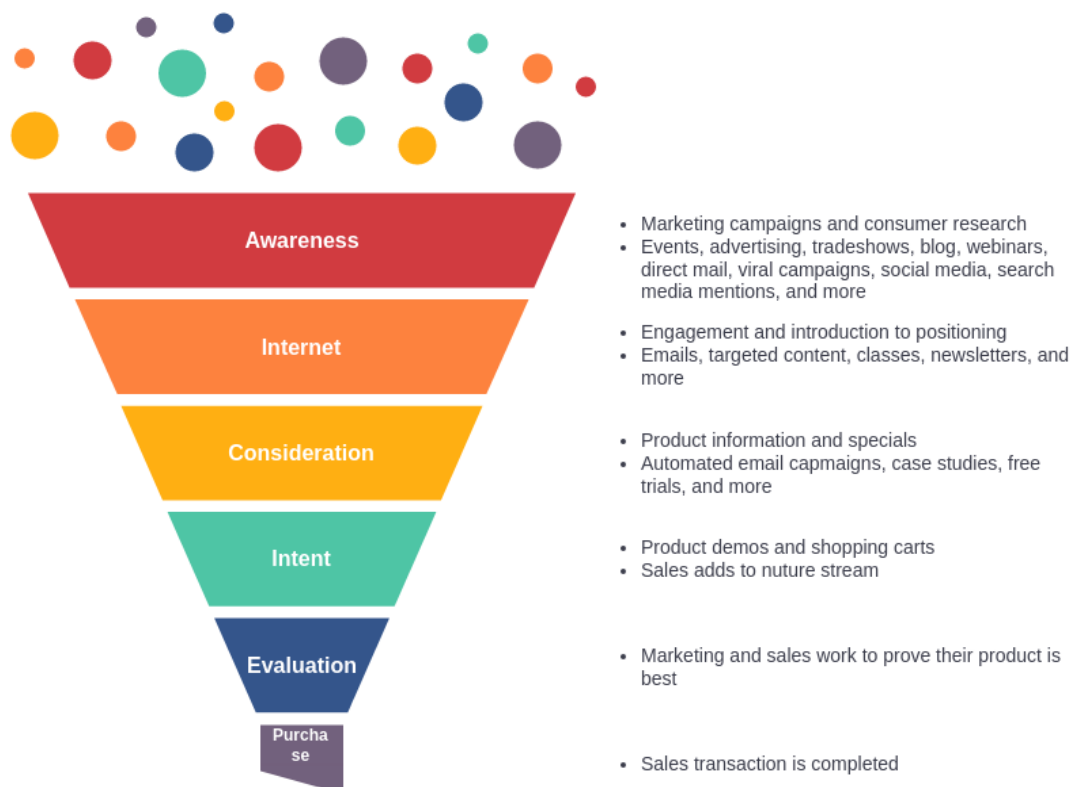 Awareness
• Marketing campaigns and consumer research
• Events, advertising, tradeshows, blog, webinars,
direct mail, viral campaigns, social media, search
media mentions, and more
Internet
• Engagement and introduction to positioning
• Emails, targeted content, classes, newsletters, and
more
Consideration
• Product information and specials
• Automated email capmaigns, case studies, free
trials, and more
Intent
• Product demos and shopping carts
• Sales adds to nuture stream
Evaluation
• Marketing and sales work to prove their product is
best
Purcha
se
• Sales transaction is completed